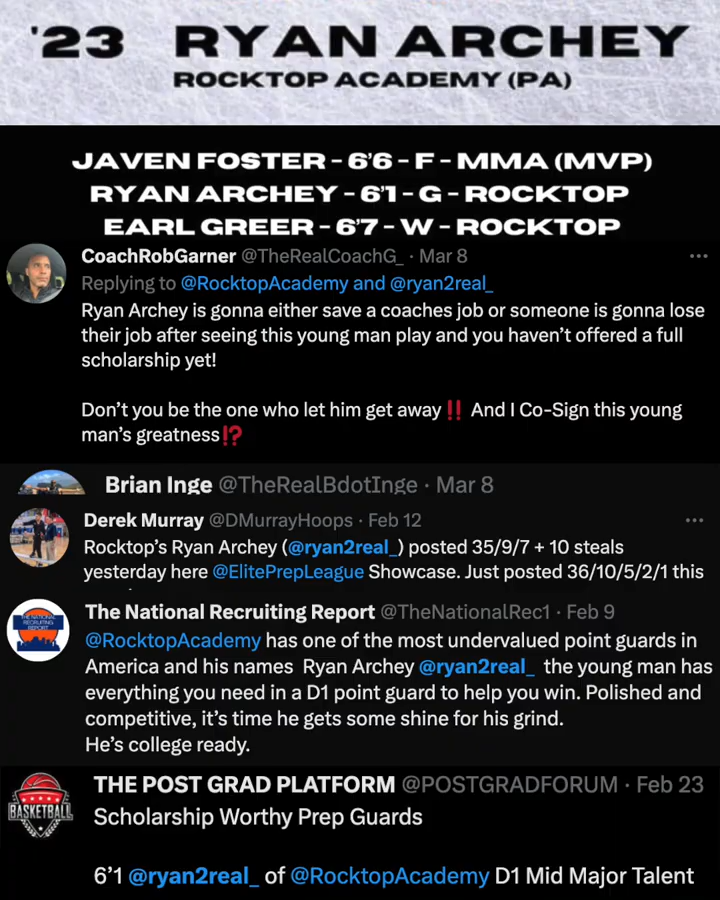 '23 RYAN ARCHEY
ROCKTOP ACADEMY (PA)
JAVEN FOSTER - 6'6 - F - MMA (MVP)
RYAN ARCHEY - 6'1 - G - ROCKTOP
EARL GREER - 6'7 - W - ROCKTOP
CoachRobGarner @TheRealCoachG_ · Mar 8
Replying to @RocktopAcademy and @ryan2real_
Ryan Archey is gonna either save a coaches job or someone is gonna lose
their job after seeing this young man play and you haven't offered a full
scholarship yet!
Don't you be the one who let him get away‼️ And I Co-Sign this young
man's greatness⁉️
Brian Inge @TheRealBdotInge · Mar 8
Derek Murray @DMurrayHoops · Feb 12
Rocktop's Ryan Archey (@ryan2real_) posted 35/9/7 + 10 steals
yesterday here @ElitePrepLeague Showcase. Just posted 36/10/5/2/1 this
THE NATIONAL
RECRUITING
REPORT
The National Recruiting Report @TheNationalRec1 · Feb 9
@RocktopAcademy has one of the most undervalued point guards in
America and his names Ryan Archey @ryan2real_ the young man has
everything you need in a D1 point guard to help you win. Polished and
competitive, it's time he gets some shine for his grind.
He's college ready.
BASKETBALL
THE POST GRAD PLATFORM @POSTGRADFORUM · Feb 23
Scholarship Worthy Prep Guards
6'1 @ryan2real_ of @RocktopAcademy D1 Mid Major Talent